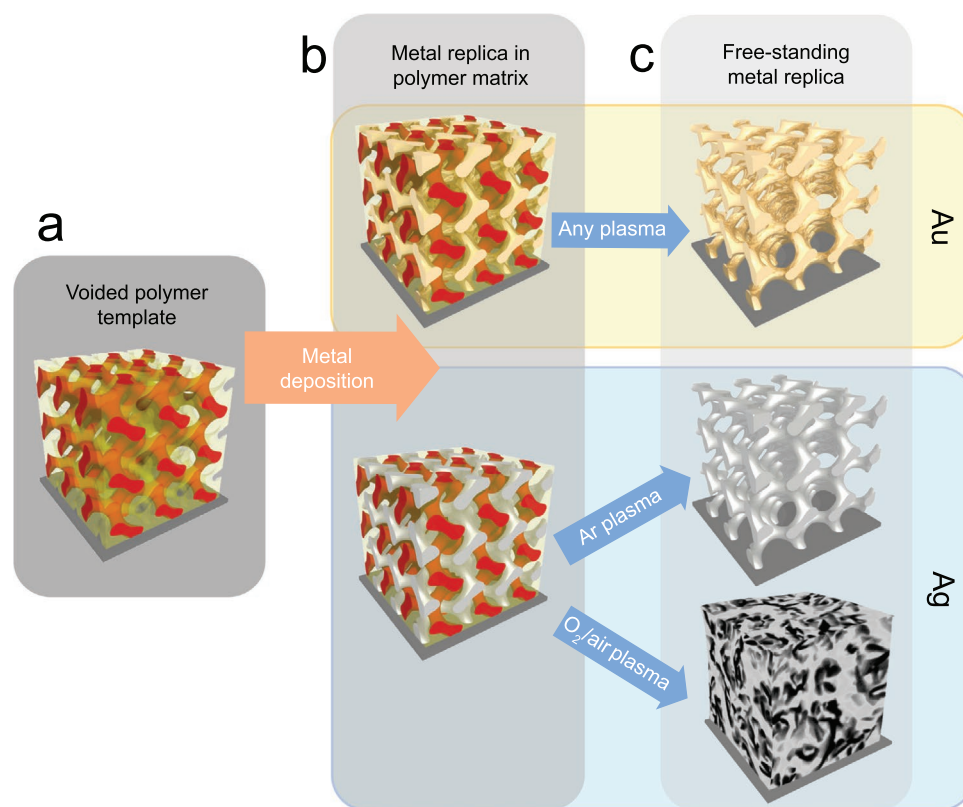 a
Voided polymer
template
Metal
deposition
b
Metal replica in
polymer matrix
c
Free-standing
metal replica
Any plasma
Au
Ar plasma
O₂/air plasma
Ag